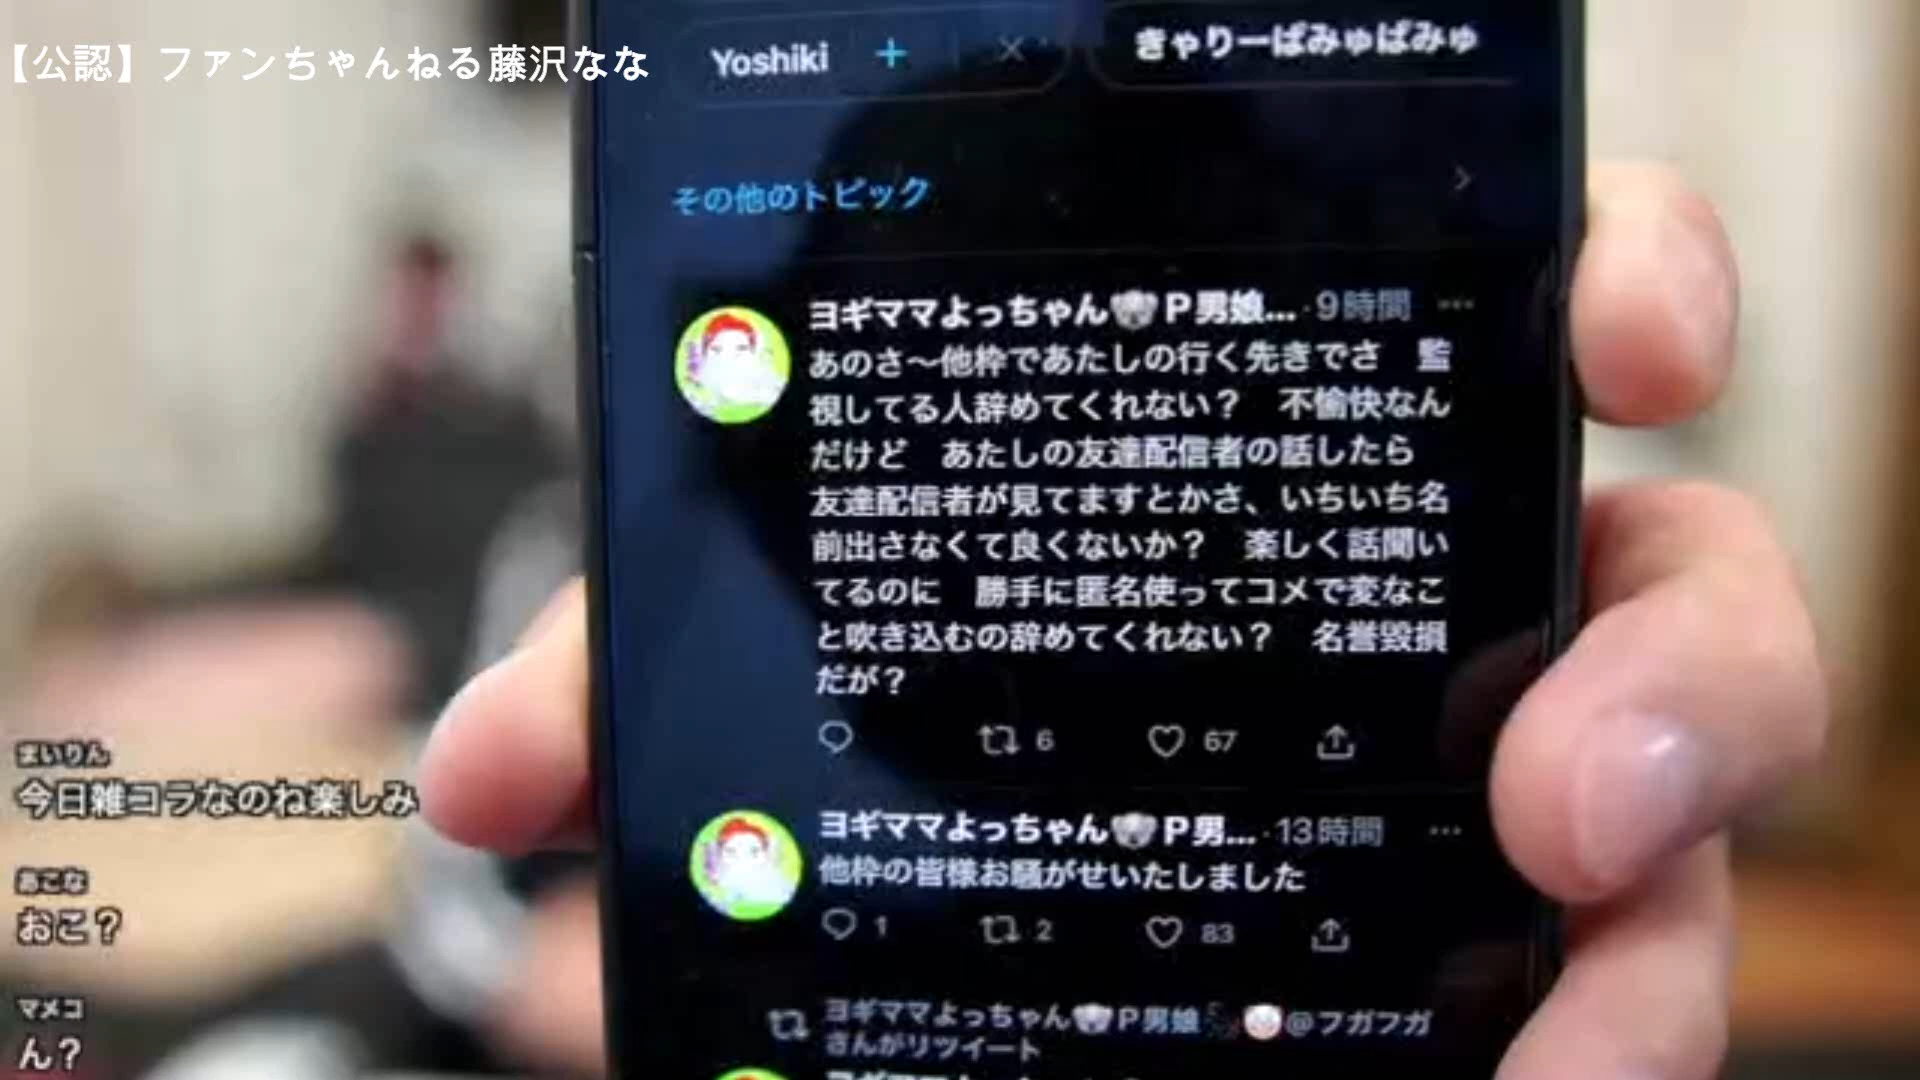 【公認】ファンちゃんねる藤沢なな
Yoshiki + ×
きゃりーぱみゅぱみゅ
その他のトピック
ヨギママよっちゃん🐨P男娘... · 9時間 ···
あのさ〜他枠であたしの行く先きでさ　監
視してる人辞めてくれない？　不愉快なん
だけど　あたしの友達配信者の話したら
友達配信者が見てますとかさ、いちいち名
前出さなくて良くないか？　楽しく話聞い
てるのに　勝手に匿名使ってコメで変なこ
と吹き込むの辞めてくれない？　名誉毀損
だが？
6 67
ヨギママよっちゃん🐨P男... · 13時間 ···
他枠の皆様お騒がせいたしました
1 2 83
ヨギママよっちゃん🐨P男娘 @フガフガ
さんがリツイート
まいりん
今日雑コラなのね楽しみ
あこな
おこ？
マメコ
ん？